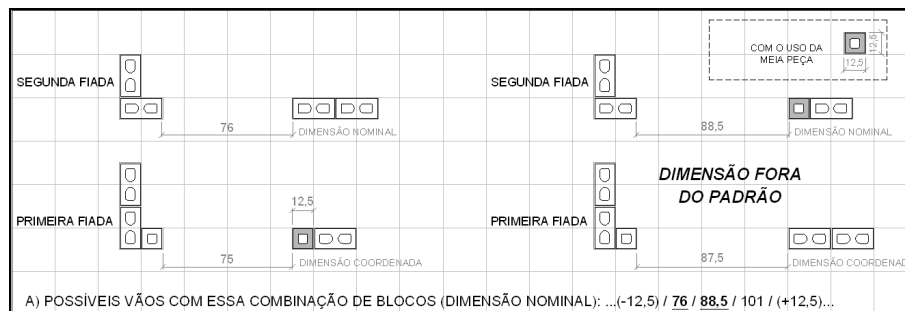 COM O USO DA
MEIA PEÇA
12,5
12,5
SEGUNDA FIADA
76
DIMENSÃO NOMINAL
SEGUNDA FIADA
88,5
DIMENSÃO NOMINAL
DIMENSÃO FORA
DO PADRÃO
PRIMEIRA FIADA
12,5
75
DIMENSÃO COORDENADA
PRIMEIRA FIADA
87,5
DIMENSÃO COORDENAD
A) POSSÍVEIS VÃOS COM ESSA COMBINAÇÃO DE BLOCOS (DIMENSÃO NOMINAL): ...(-12,5) / 76 / 88,5 / 101 / (+12,5)...